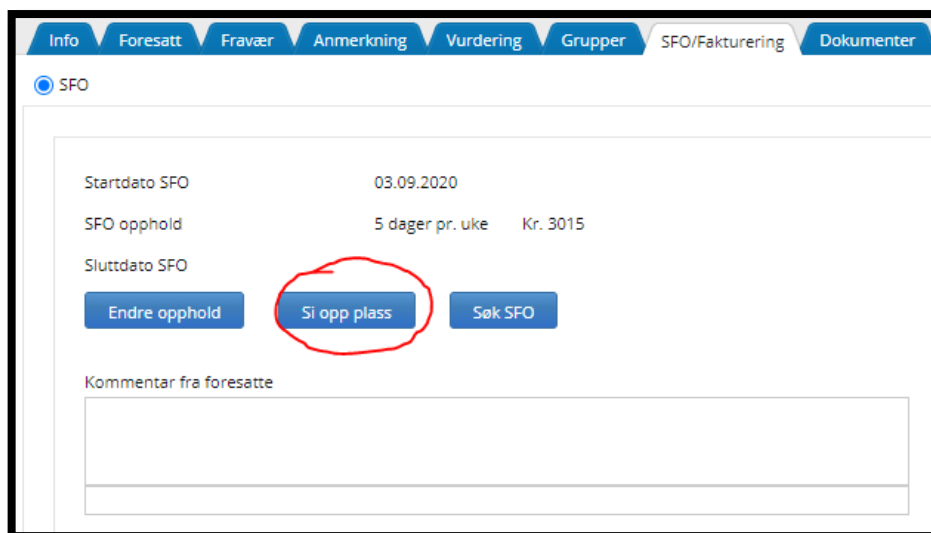 Info Foresatt Fravær Anmerkning Vurdering Grupper SFO/Fakturering Dokumenter
SFO
Startdato SFO 03.09.2020
SFO opphold 5 dager pr. uke Kr. 3015
Sluttdato SFO
Endre opphold Si opp plass Søk SFO
Kommentar fra foresatte